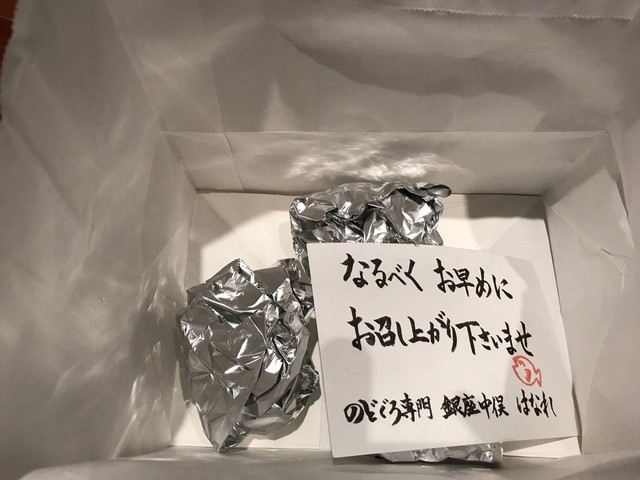 なるべく お早めに
お召し上がり下さいませ
のどぐろ専門 銀座中俣 はなれ